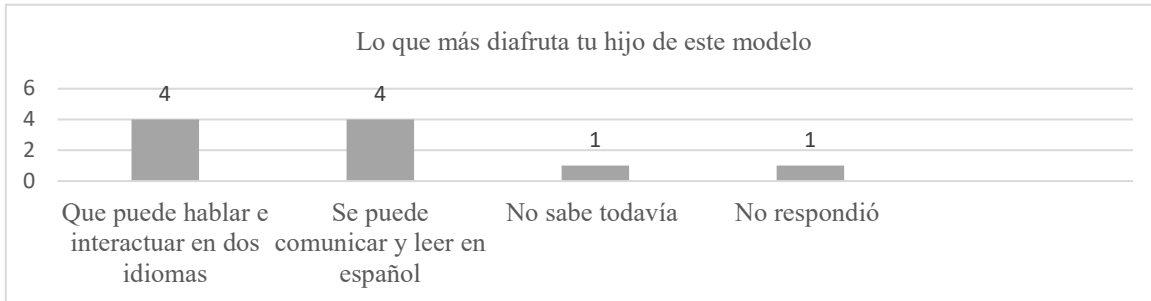 Lo que más diafruta tu hijo de este modelo
6
4
2
0
4
4
1
1
Que puede hablar e
interactuar en dos
idiomas
Se puede
comunicar y leer en
español
No sabe todavía
No respondió